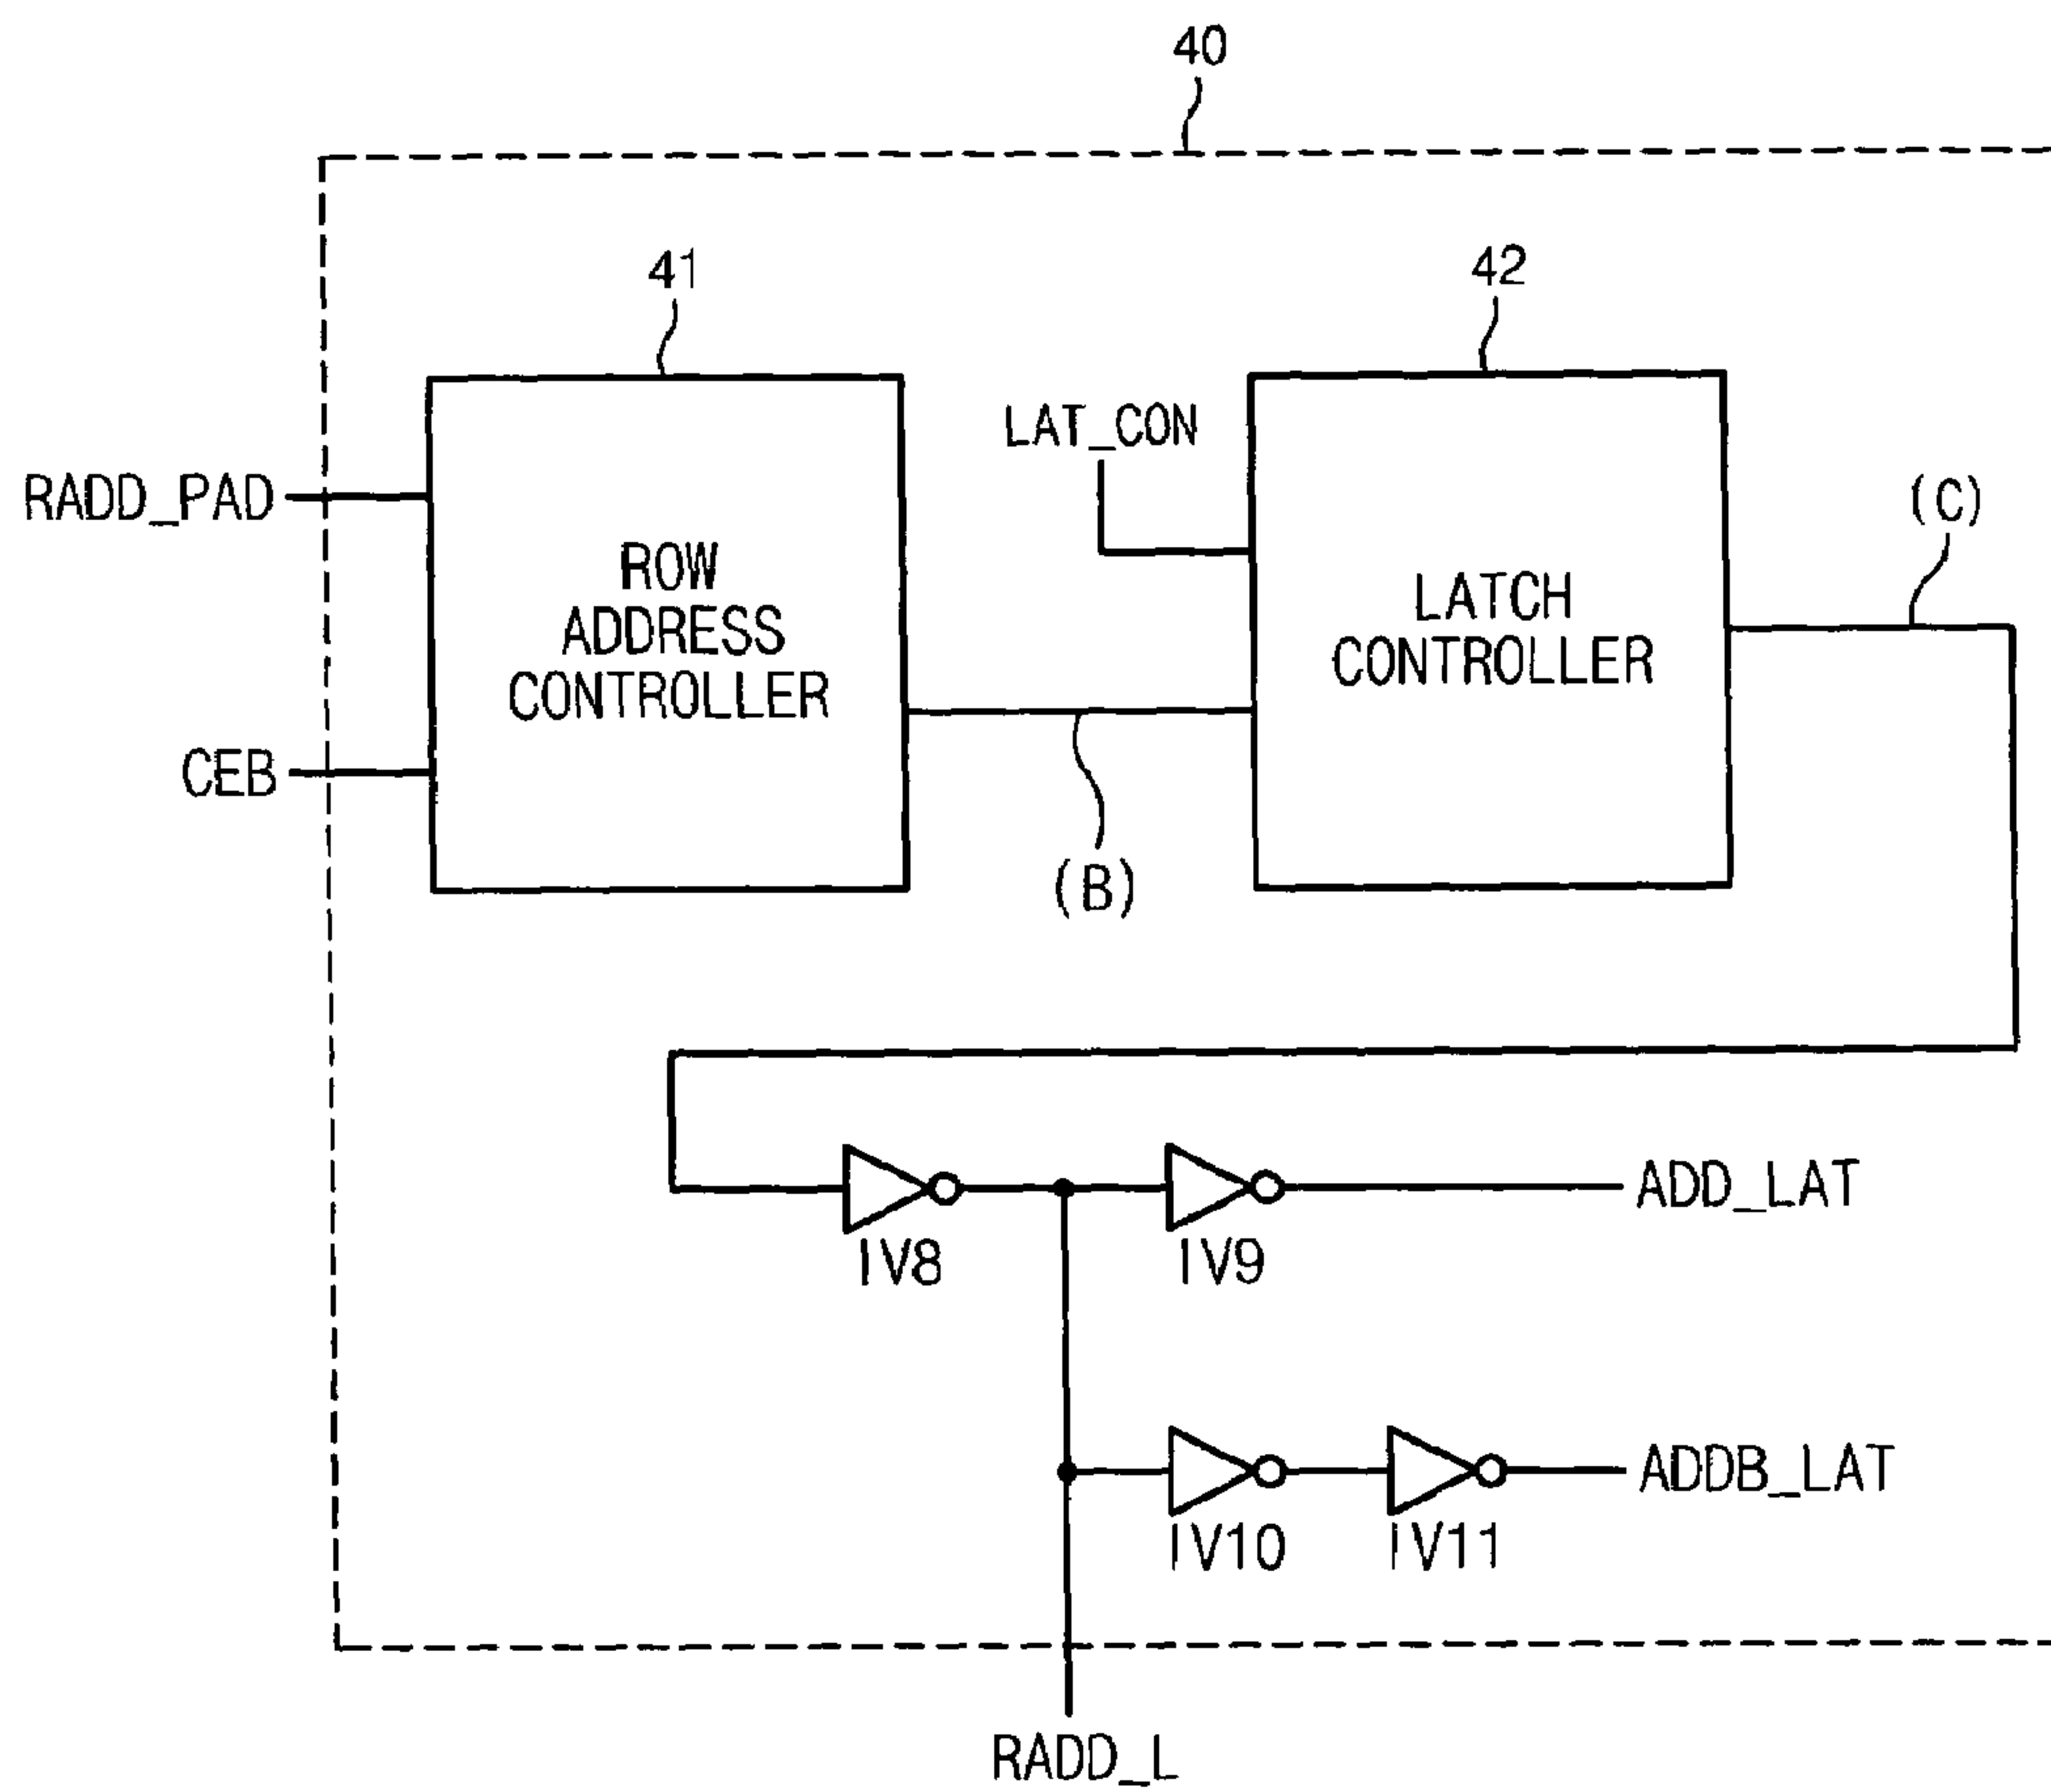 40
41
42
LAT_CON
RADD_PAD
(C)
ROW
ADDRESS
CONTROLLER
LATCH
CONTROLLER
CEB
(B)
ADD_LAT
IV8
IV9
ADDB_LAT
IV10
IV11
RADD_L